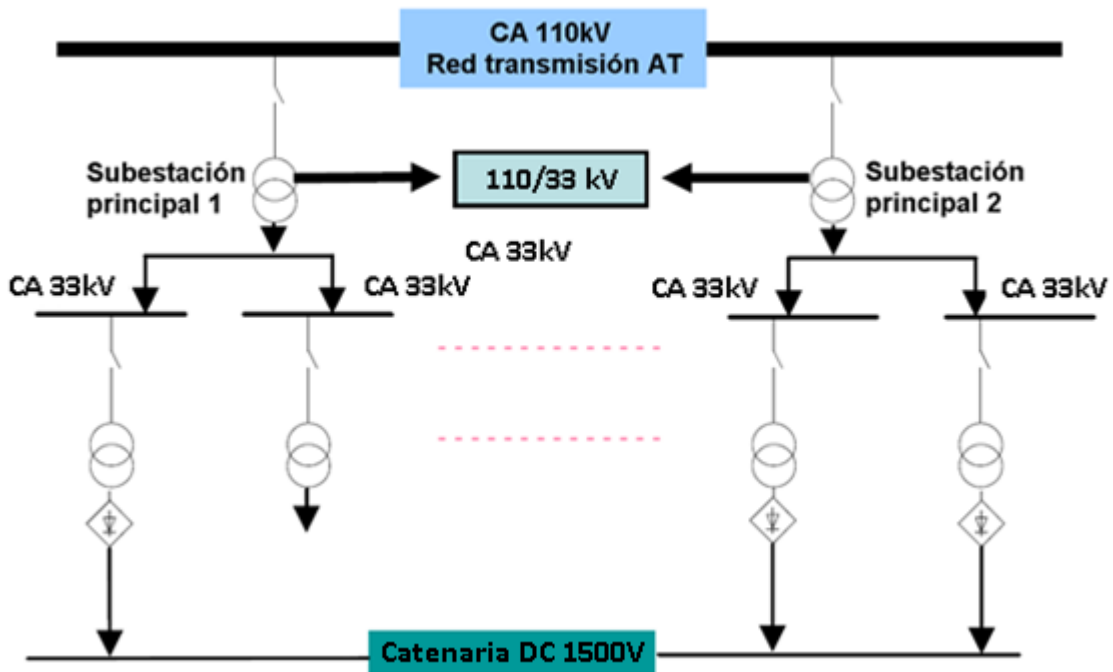 CA 110kV
Red transmisión AT
Subestación
principal 1
110/33 kV
Subestación
principal 2
CA 33kV
CA 33kV
CA 33kV
CA 33kV
CA 33kV
Catenaria DC 1500V